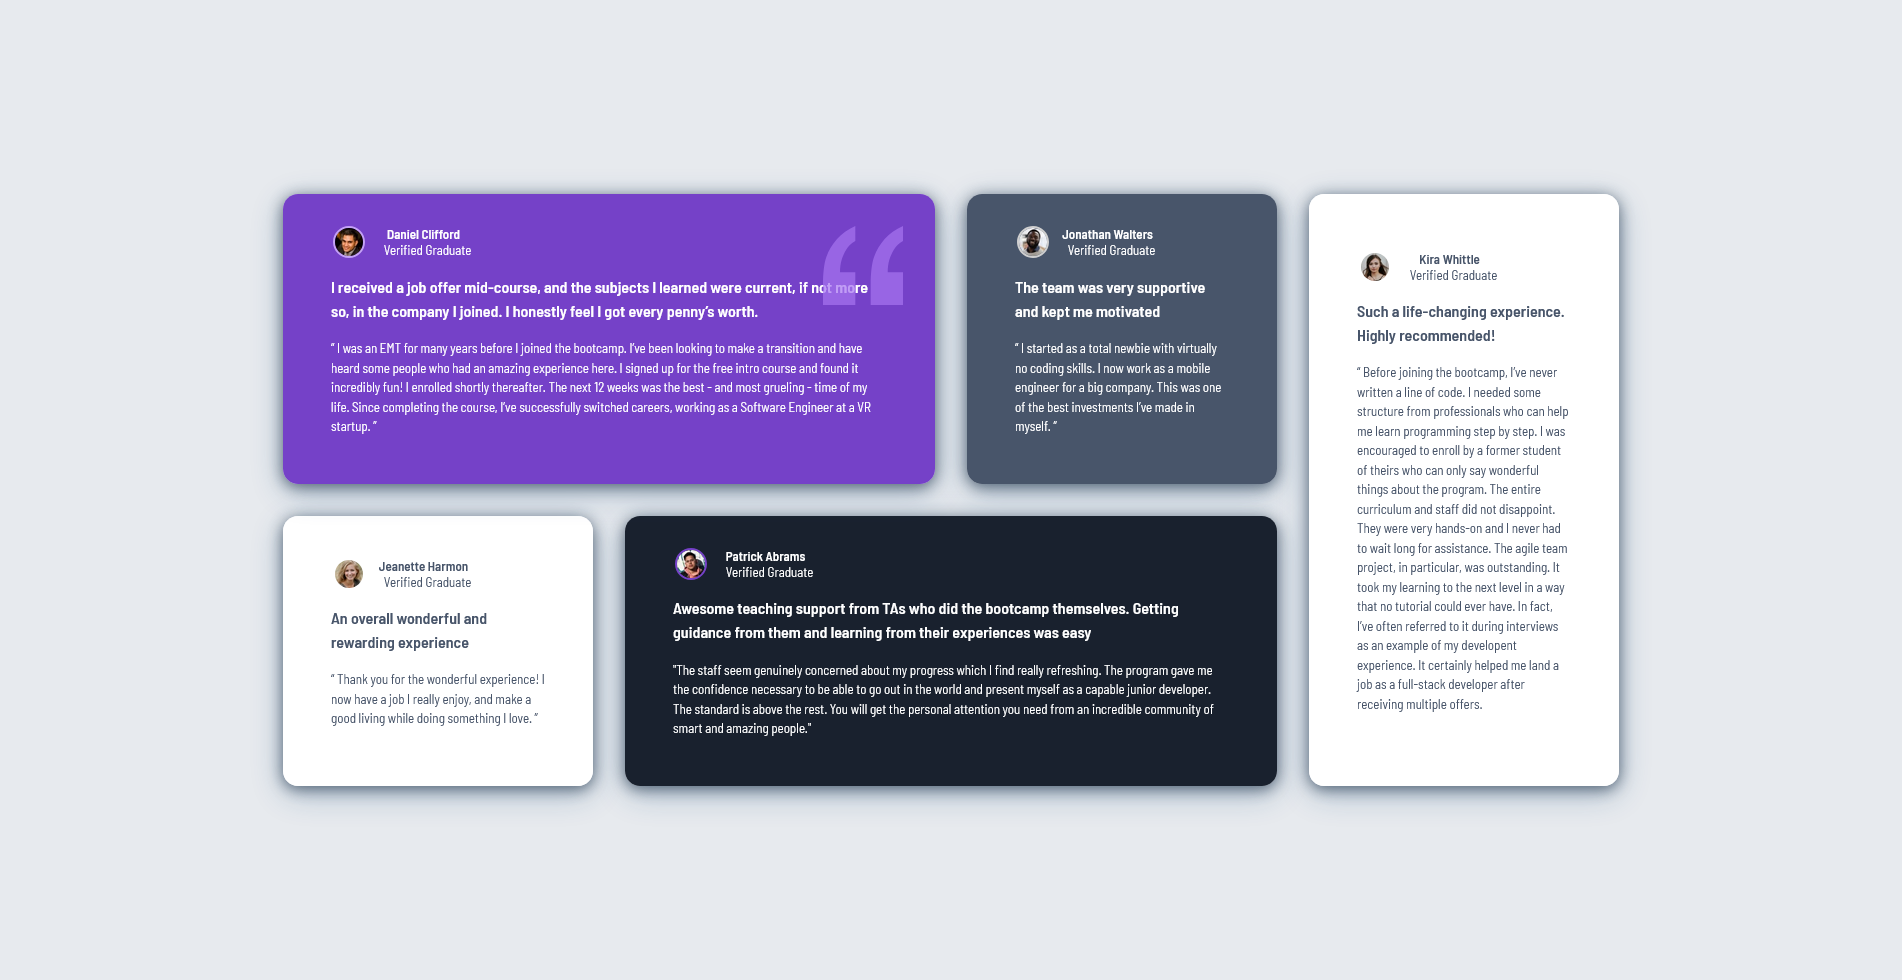 Daniel Clifford
Verified Graduate
I received a job offer mid-course, and the subjects I learned were current, if not more
so, in the company I joined. I honestly feel I got every penny’s worth.
“ I was an EMT for many years before I joined the bootcamp. I’ve been looking to make a transition and have
heard some people who had an amazing experience here. I signed up for the free intro course and found it
incredibly fun! I enrolled shortly thereafter. The next 12 weeks was the best - and most grueling - time of my
life. Since completing the course, I’ve successfully switched careers, working as a Software Engineer at a VR
startup. ”
Jonathan Walters
Verified Graduate
The team was very supportive
and kept me motivated
“ I started as a total newbie with virtually
no coding skills. I now work as a mobile
engineer for a big company. This was one
of the best investments I’ve made in
myself. ”
Kira Whittle
Verified Graduate
Such a life-changing experience.
Highly recommended!
“ Before joining the bootcamp, I’ve never
written a line of code. I needed some
structure from professionals who can help
me learn programming step by step. I was
encouraged to enroll by a former student
of theirs who can only say wonderful
things about the program. The entire
curriculum and staff did not disappoint.
They were very hands-on and I never had
to wait long for assistance. The agile team
project, in particular, was outstanding. It
took my learning to the next level in a way
that no tutorial could ever have. In fact,
I’ve often referred to it during interviews
as an example of my developent
experience. It certainly helped me land a
job as a full-stack developer after
receiving multiple offers.
Jeanette Harmon
Verified Graduate
An overall wonderful and
rewarding experience
“ Thank you for the wonderful experience! I
now have a job I really enjoy, and make a
good living while doing something I love. ”
Patrick Abrams
Verified Graduate
Awesome teaching support from TAs who did the bootcamp themselves. Getting
guidance from them and learning from their experiences was easy
"The staff seem genuinely concerned about my progress which I find really refreshing. The program gave me
the confidence necessary to be able to go out in the world and present myself as a capable junior developer.
The standard is above the rest. You will get the personal attention you need from an incredible community of
smart and amazing people."